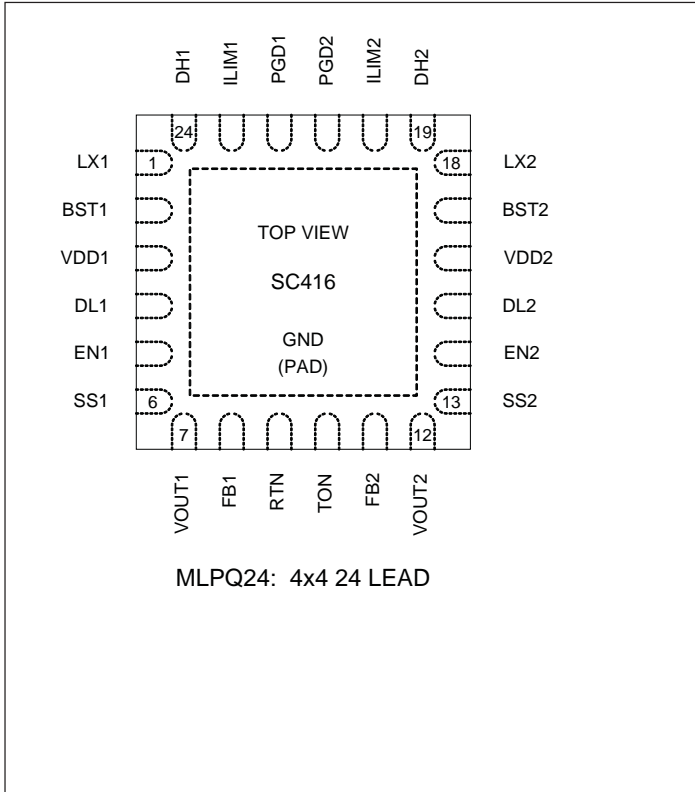 DH1 ILIM1 PGD1 PGD2 ILIM2 DH2
24 19
LX1 1 18 LX2
BST1 BST2
VDD1 TOP VIEW VDD2
SC416
DL1 DL2
GND
EN1 (PAD) EN2
SS1 6 13 SS2
7 12
VOUT1 FB1 RTN TON FB2 VOUT2
MLPQ24: 4x4 24 LEAD